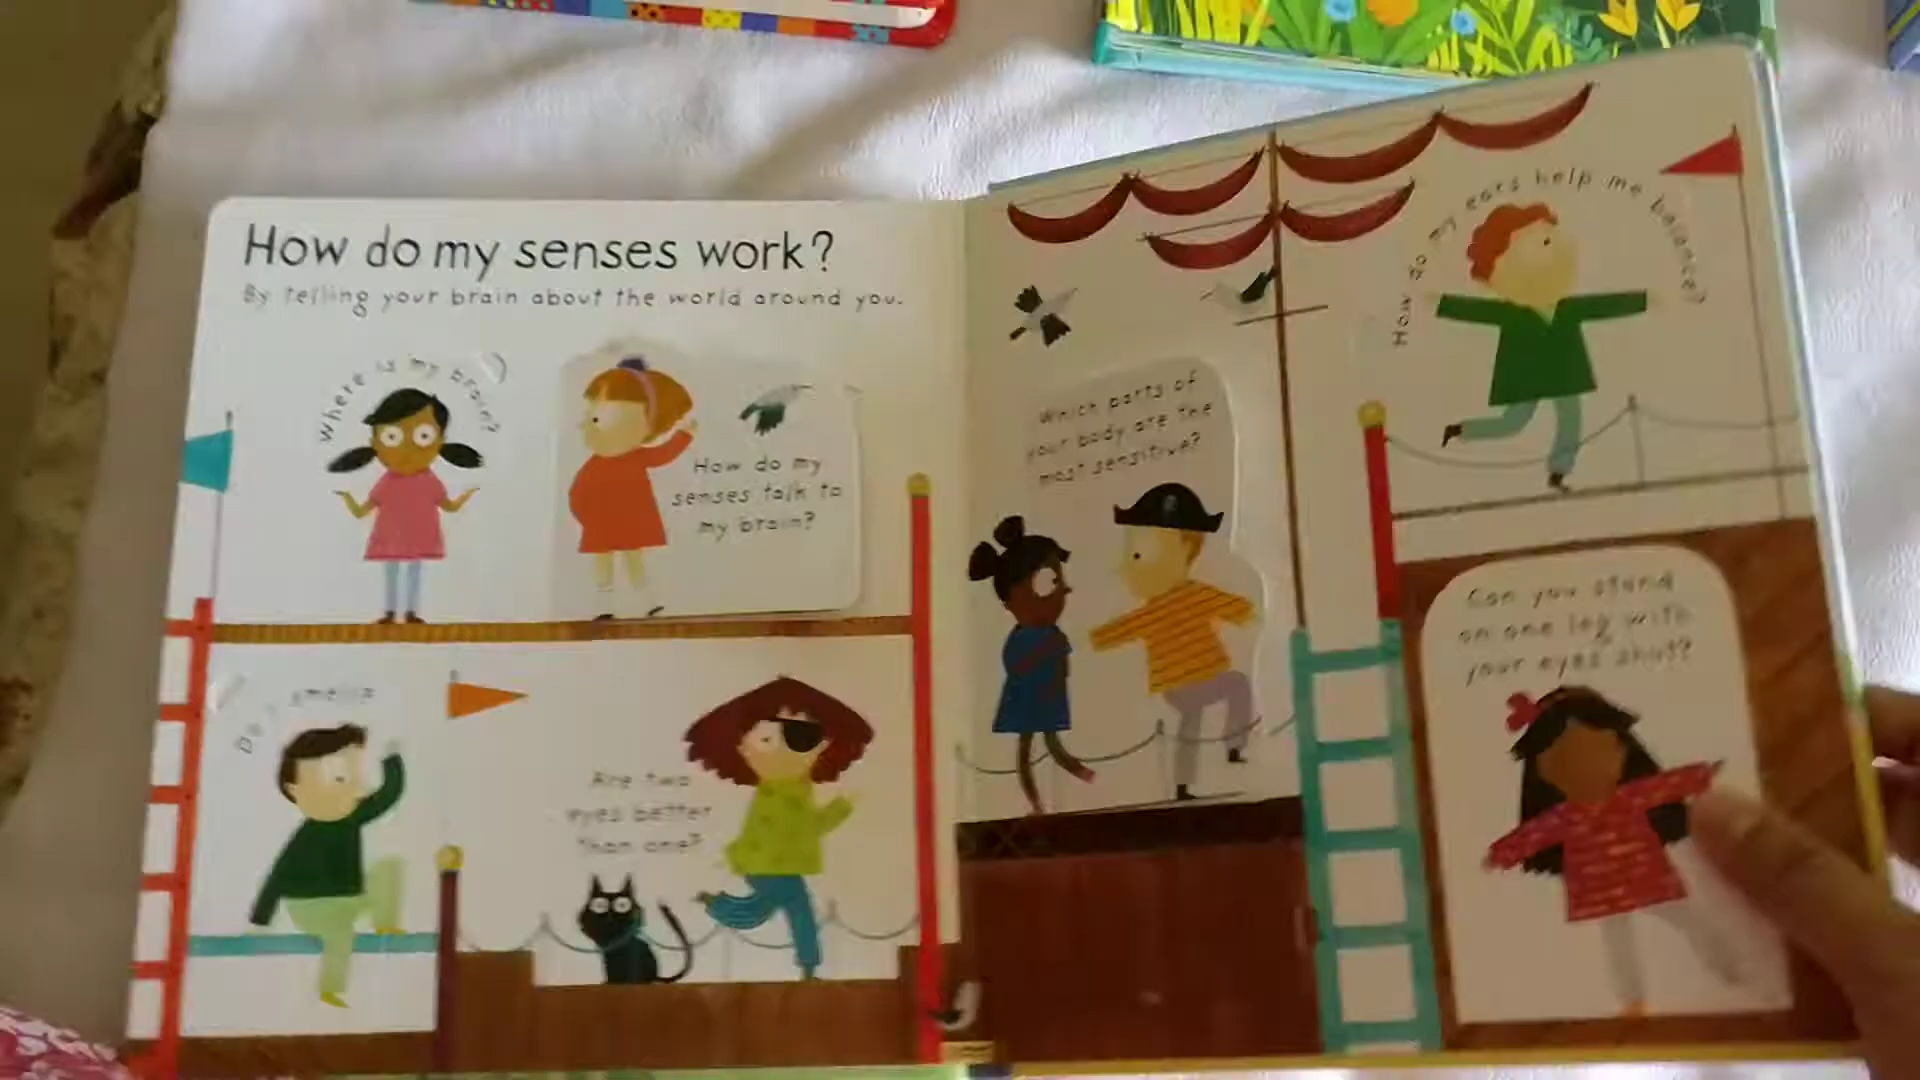 How do my senses work?
By telling your brain about the world around you.
Where is my brain?
How do my
senses talk to
my brain?
Do I smell?
Are two
eyes better
than one?
Which parts of
your body are the
most sensitive?
How do my ears help me balance?
Can you stand
on one leg with
your eyes shut?